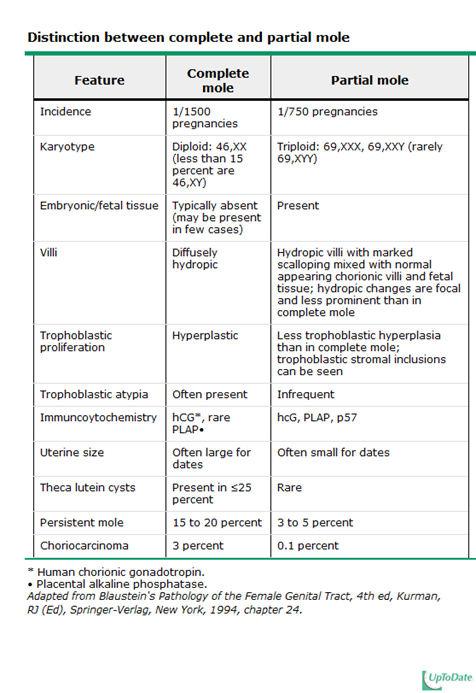 Distinction between complete and partial mole
Feature
Complete
mole
Partial mole
Incidence
1/1500
pregnancies
1/750 pregnancies
Karyotype
Diploid: 46,XX
(less than 15
percent are
46,XY)
Triploid: 69,XXX, 69,XXY (rarely
69,XYY)
Embryonic/fetal tissue
Typically absent
(may be present
in few cases)
Present
Villi
Diffusely
hydropic
Hydropic villi with marked
scalloping mixed with normal
appearing chorionic villi and fetal
tissue; hydropic changes are focal
and less prominent than in
complete mole
Trophoblastic
proliferation
Hyperplastic
Less trophoblastic hyperplasia
than in complete mole;
trophoblastic stromal inclusions
can be seen
Trophoblastic atypia
Often present
Infrequent
Immuncoytochemistry
hCG*, rare
PLAP•
hcG, PLAP, p57
Uterine size
Often large for
dates
Often small for dates
Theca lutein cysts
Present in ≤25
percent
Rare
Persistent mole
15 to 20 percent
3 to 5 percent
Choriocarcinoma
3 percent
0.1 percent
* Human chorionic gonadotropin.
• Placental alkaline phosphatase.
Adapted from Blaustein's Pathology of the Female Genital Tract, 4th ed, Kurman,
RJ (Ed), Springer-Verlag, New York, 1994, chapter 24.
UpToDate